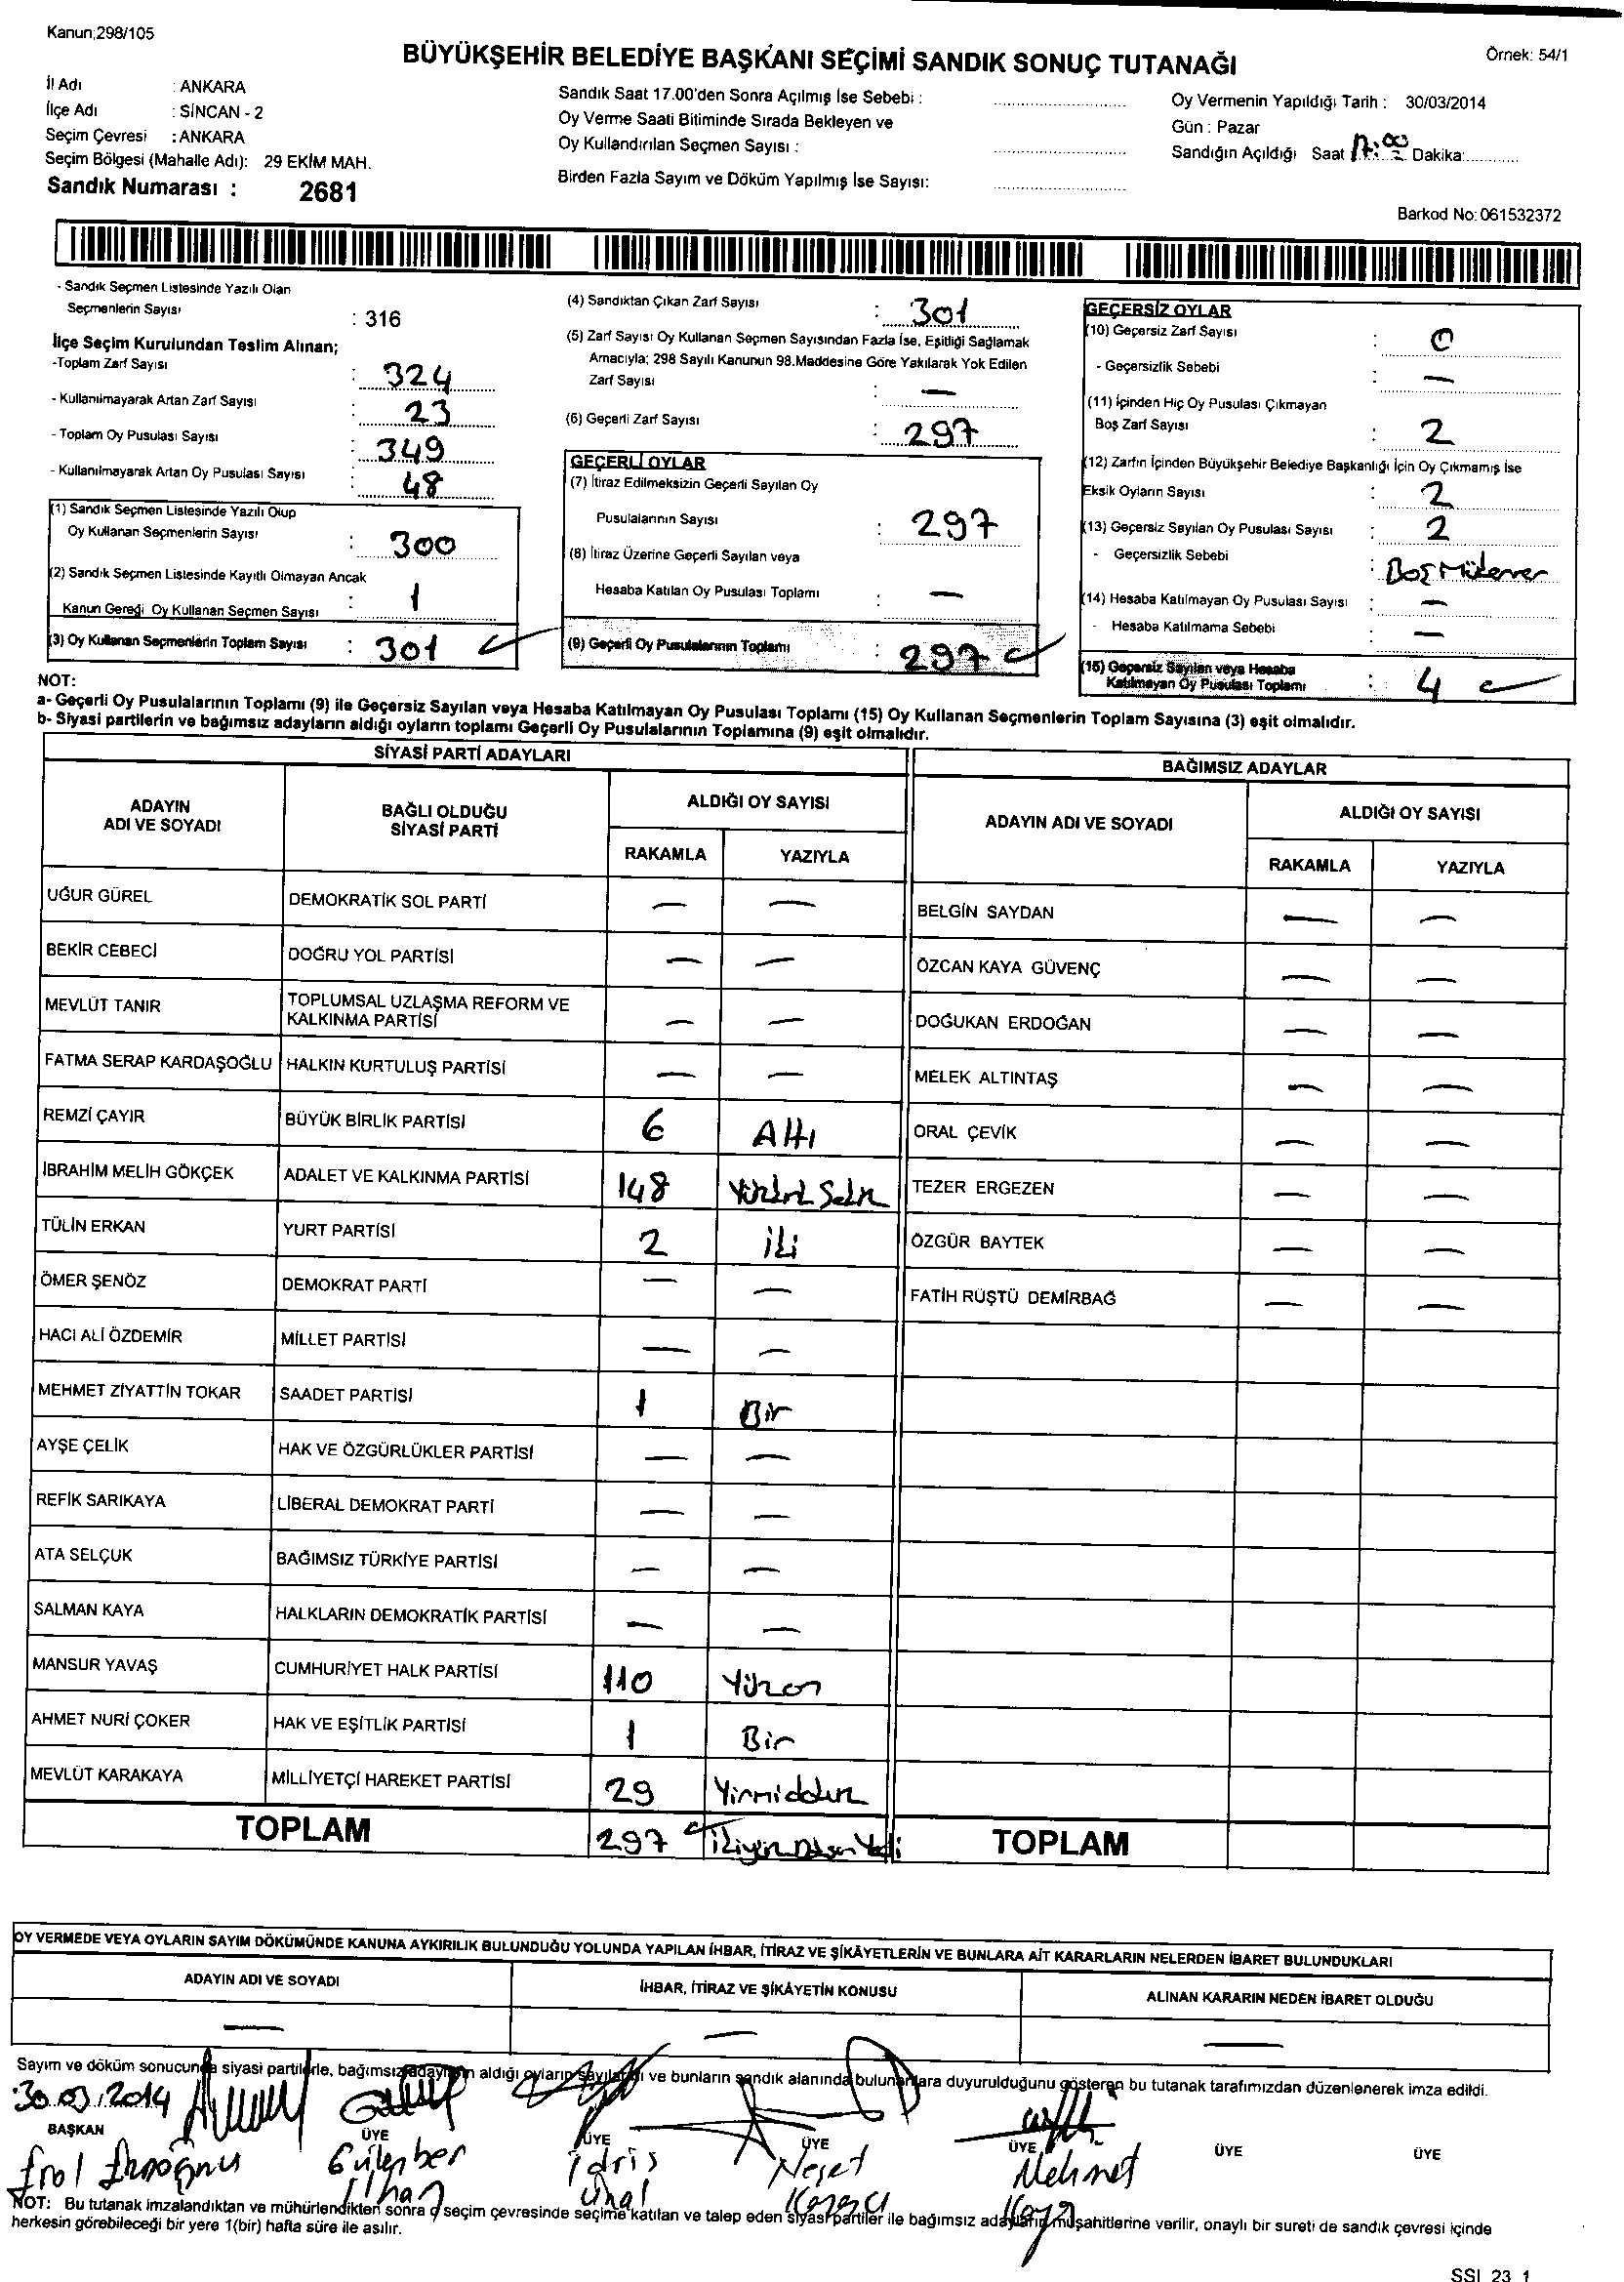 Kanun;298/105
BÜYÜKŞEHİR BELEDİYE BAŞKANI SEÇİMİ SANDIK SONUÇ TUTANAĞI
Örnek: 54/1
İl Adı : ANKARA
İlçe Adı : SİNCAN - 2
Seçim Çevresi : ANKARA
Seçim Bölgesi (Mahalle Adı): 29 EKİM MAH.
Sandık Numarası : 2681
Sandık Saat 17.00'den Sonra Açılmış İse Sebebi :
Oy Verme Saati Bitiminde Sırada Bekleyen ve
Oy Kullandırılan Seçmen Sayısı :
Birden Fazla Sayım ve Döküm Yapılmış İse Sayısı:
Oy Vermenin Yapıldığı Tarih : 30/03/2014
Gün : Pazar
Sandığın Açıldığı Saat 17:00 Dakika:
Barkod No: 061532372
- Sandık Seçmen Listesinde Yazılı Olan
Seçmenlerin Sayısı : 316
İlçe Seçim Kurulundan Teslim Alınan;
-Toplam Zarf Sayısı : 324
- Kullanılmayarak Artan Zarf Sayısı : 23
- Toplam Oy Pusulası Sayısı : 349
- Kullanılmayarak Artan Oy Pusulası Sayısı : 48
(1) Sandık Seçmen Listesinde Yazılı Olup
Oy Kullanan Seçmenlerin Sayısı : 300
(2) Sandık Seçmen Listesinde Kayıtlı Olmayan Ancak
Kanun Gereği Oy Kullanan Seçmen Sayısı : 1
(3) Oy Kullanan Seçmenlerin Toplam Sayısı : 301
(4) Sandıktan Çıkan Zarf Sayısı : 301
(5) Zarf Sayısı Oy Kullanan Seçmen Sayısından Fazla İse, Eşitliği Sağlamak
Amacıyla; 298 Sayılı Kanunun 98.Maddesine Göre Yakılarak Yok Edilen
Zarf Sayısı : —
(6) Geçerli Zarf Sayısı : 297
GEÇERLİ OYLAR
(7) İtiraz Edilmeksizin Geçerli Sayılan Oy
Pusulalarının Sayısı : 297
(8) İtiraz Üzerine Geçerli Sayılan veya
Hesaba Katılan Oy Pusulası Toplamı : —
(9) Geçerli Oy Pusulalarının Toplamı : 297
GEÇERSİZ OYLAR
(10) Geçersiz Zarf Sayısı : 0
- Geçersizlik Sebebi : —
(11) İçinden Hiç Oy Pusulası Çıkmayan
Boş Zarf Sayısı : 2
(12) Zarfın İçinden Büyükşehir Belediye Başkanlığı İçin Oy Çıkmamış İse
Eksik Oyların Sayısı : 2
(13) Geçersiz Sayılan Oy Pusulası Sayısı : 2
- Geçersizlik Sebebi : Boş
(14) Hesaba Katılmayan Oy Pusulası Sayısı : —
- Hesaba Katılmama Sebebi : —
(15) Geçersiz Sayılan veya Hesaba
Katılmayan Oy Pusulası Toplamı : 4
NOT:
a- Geçerli Oy Pusulalarının Toplamı (9) ile Geçersiz Sayılan veya Hesaba Katılmayan Oy Pusulası Toplamı (15) Oy Kullanan Seçmenlerin Toplam Sayısına (3) eşit olmalıdır.
b- Siyasi partilerin ve bağımsız adayların aldığı oyların toplamı Geçerli Oy Pusulalarının Toplamına (9) eşit olmalıdır.
SİYASİ PARTİ ADAYLARI
ADAYIN ADI VE SOYADI
BAĞLI OLDUĞU SİYASİ PARTİ
ALDIĞI OY SAYISI
RAKAMLA YAZIYLA
UĞUR GÜREL DEMOKRATİK SOL PARTİ — —
BEKİR CEBECİ DOĞRU YOL PARTİSİ — —
MEVLÜT TANIR TOPLUMSAL UZLAŞMA REFORM VE
KALKINMA PARTİSİ — —
FATMA SERAP KARDAŞOĞLU HALKIN KURTULUŞ PARTİSİ — —
REMZİ ÇAYIR BÜYÜK BİRLİK PARTİSİ 6 Altı
İBRAHİM MELİH GÖKÇEK ADALET VE KALKINMA PARTİSİ 148
TÜLİN ERKAN YURT PARTİSİ 2 iki
ÖMER ŞENÖZ DEMOKRAT PARTİ — —
HACI ALİ ÖZDEMİR MİLLET PARTİSİ — —
MEHMET ZİYATTİN TOKAR SAADET PARTİSİ 1 Bir
AYŞE ÇELİK HAK VE ÖZGÜRLÜKLER PARTİSİ — —
REFİK SARIKAYA LİBERAL DEMOKRAT PARTİ — —
ATA SELÇUK BAĞIMSIZ TÜRKİYE PARTİSİ — —
SALMAN KAYA HALKLARIN DEMOKRATİK PARTİSİ — —
MANSUR YAVAŞ CUMHURİYET HALK PARTİSİ 110 Yüzon
AHMET NURİ ÇOKER HAK VE EŞİTLİK PARTİSİ 1 Bir
MEVLÜT KARAKAYA MİLLİYETÇİ HAREKET PARTİSİ 29 Yirmidokuz
TOPLAM 297 ikiyüz Doksan Yedi
BAĞIMSIZ ADAYLAR
ADAYIN ADI VE SOYADI
ALDIĞI OY SAYISI
RAKAMLA YAZIYLA
BELGİN SAYDAN — —
ÖZCAN KAYA GÜVENÇ — —
DOĞUKAN ERDOĞAN — —
MELEK ALTINTAŞ — —
ORAL ÇEVİK — —
TEZER ERGEZEN — —
ÖZGÜR BAYTEK — —
FATİH RÜŞTÜ DEMİRBAĞ — —
TOPLAM
OY VERMEDE VEYA OYLARIN SAYIM DÖKÜMÜNDE KANUNA AYKIRILIK BULUNDUĞU YOLUNDA YAPILAN İHBAR, İTİRAZ VE ŞİKÂYETLERİN VE BUNLARA AİT KARARLARIN NELERDEN İBARET BULUNDUKLARI
ADAYIN ADI VE SOYADI İHBAR, İTİRAZ VE ŞİKÂYETİN KONUSU ALINAN KARARIN NEDEN İBARET OLDUĞU
— — —
Sayım ve döküm sonucunda siyasi partilerle, bağımsız adayların aldığı oyların sayılarını ve bunların sandık alanında bulunanlara duyurulduğunu gösteren bu tutanak tarafımızdan düzenlenerek imza edildi.
30.03.2014
BAŞKAN ÜYE ÜYE ÜYE ÜYE ÜYE ÜYE
Erol
Gülenber İlhan
idris Ünal
Neşet
Mehmet Kaya
NOT: Bu tutanak imzalandıktan ve mühürlendikten sonra o seçim çevresinde seçime katılan ve talep eden siyasi partiler ile bağımsız adayların müşahitlerine verilir, onaylı bir sureti de sandık çevresi içinde
herkesin görebileceği bir yere 1(bir) hafta süre ile asılır.
SSI 23 1